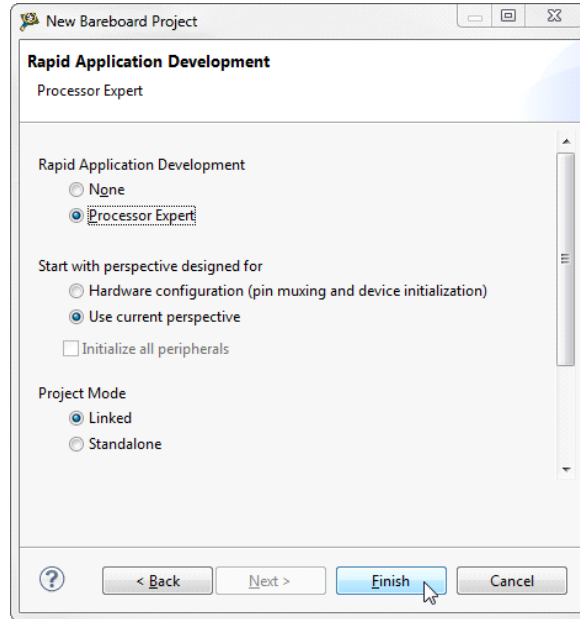 New Bareboard Project
Rapid Application Development
Processor Expert
Rapid Application Development
None
Processor Expert
Start with perspective designed for
Hardware configuration (pin muxing and device initialization)
Use current perspective
Initialize all peripherals
Project Mode
Linked
Standalone
? < Back Next > Finish Cancel